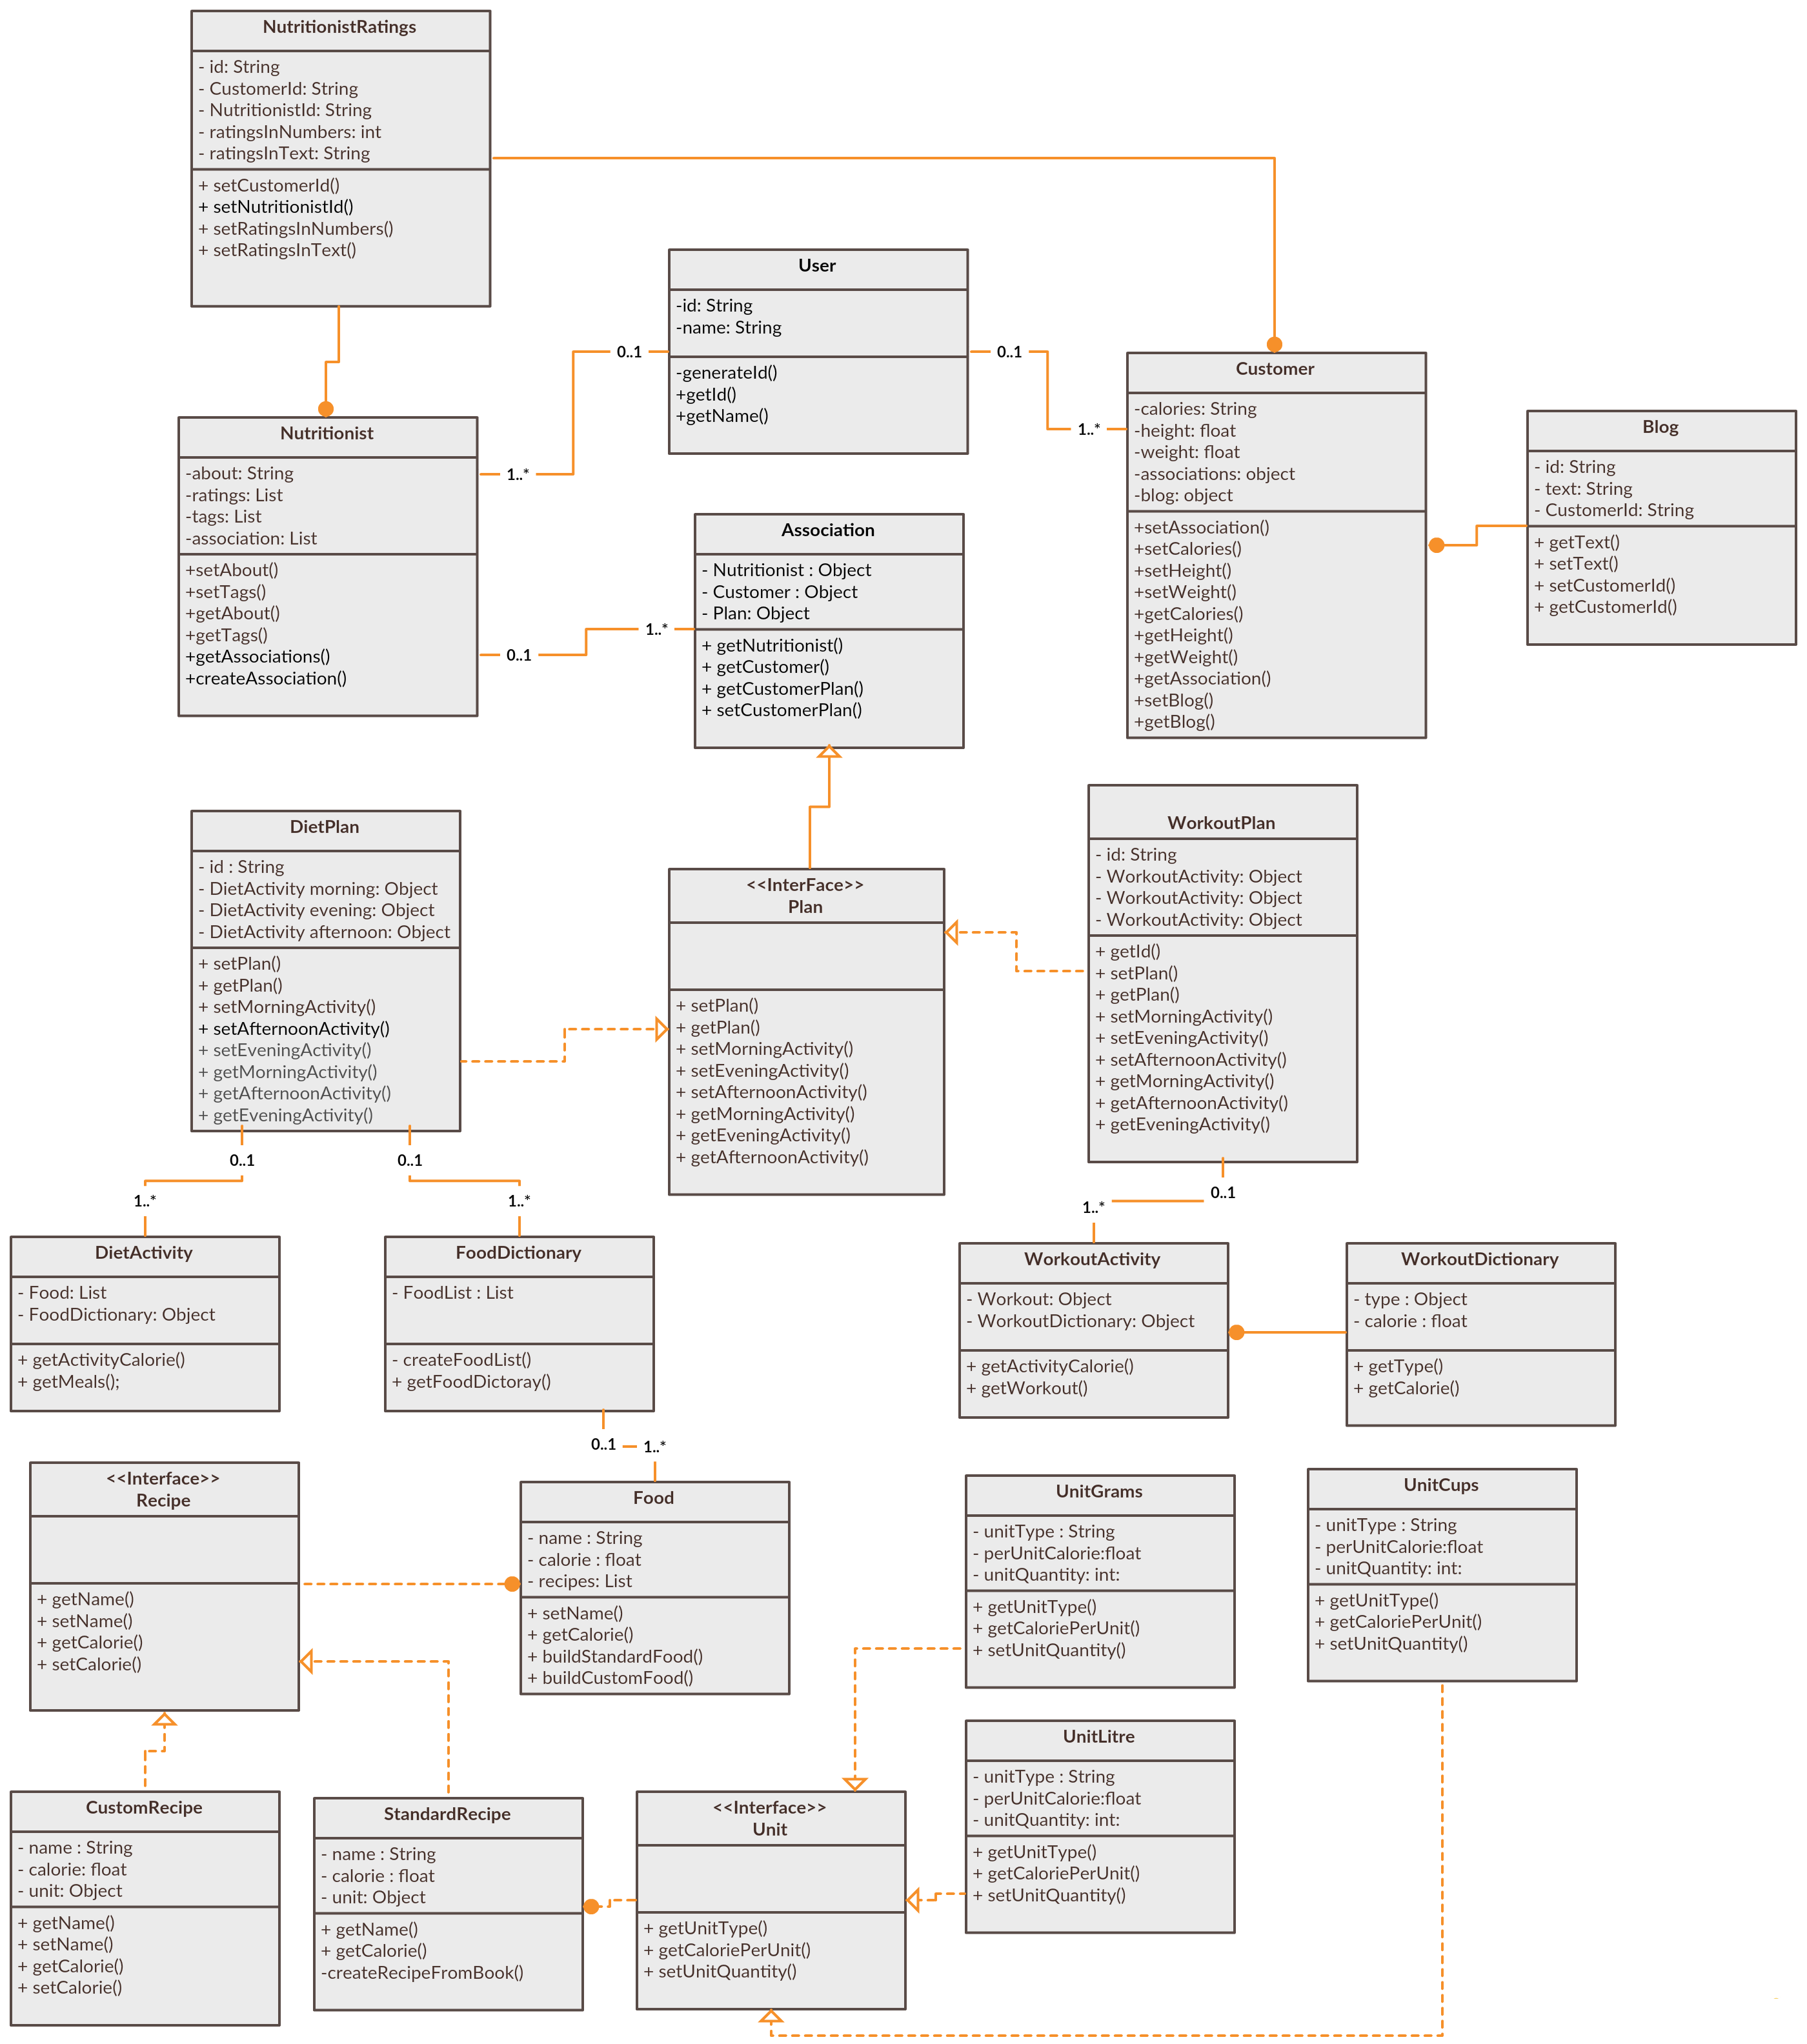 NutritionistRatings
- id: String
- CustomerId: String
- NutritionistId: String
- ratingsInNumbers: int
- ratingsInText: String
+ setCustomerId()
+ setNutritionistId()
+ setRatingsInNumbers()
+ setRatingsInText()
User
-id: String
-name: String
-generateId()
+getId()
+getName()
0..1
0..1
1..*
1..*
Customer
-calories: String
-height: float
-weight: float
-associations: object
-blog: object
+setAssociation()
+setCalories()
+setHeight()
+setWeight()
+getCalories()
+getHeight()
+getWeight()
+getAssociation()
+setBlog()
+getBlog()
Blog
- id: String
- text: String
- CustomerId: String
+ getText()
+ setText()
+ setCustomerId()
+ getCustomerId()
Nutritionist
-about: String
-ratings: List
-tags: List
-association: List
+setAbout()
+setTags()
+getAbout()
+getTags()
+getAssociations()
+createAssociation()
0..1
1..*
Association
- Nutritionist : Object
- Customer : Object
- Plan: Object
+ getNutritionist()
+ getCustomer()
+ getCustomerPlan()
+ setCustomerPlan()
DietPlan
- id : String
- DietActivity morning: Object
- DietActivity evening: Object
- DietActivity afternoon: Object
+ setPlan()
+ getPlan()
+ setMorningActivity()
+ setAfternoonActivity()
+ setEveningActivity()
+ getMorningActivity()
+ getAfternoonActivity()
+ getEveningActivity()
<<InterFace>>
Plan
+ setPlan()
+ getPlan()
+ setMorningActivity()
+ setEveningActivity()
+ setAfternoonActivity()
+ getMorningActivity()
+ getEveningActivity()
+ getAfternoonActivity()
WorkoutPlan
- id: String
- WorkoutActivity: Object
- WorkoutActivity: Object
- WorkoutActivity: Object
+ getId()
+ setPlan()
+ getPlan()
+ setMorningActivity()
+ setEveningActivity()
+ setAfternoonActivity()
+ getMorningActivity()
+ getAfternoonActivity()
+ getEveningActivity()
0..1
0..1
1..*
1..*
0..1
1..*
DietActivity
- Food: List
- FoodDictionary: Object
+ getActivityCalorie()
+ getMeals();
FoodDictionary
- FoodList : List
- createFoodList()
+ getFoodDictoray()
WorkoutActivity
- Workout: Object
- WorkoutDictionary: Object
+ getActivityCalorie()
+ getWorkout()
WorkoutDictionary
- type : Object
- calorie : float
+ getType()
+ getCalorie()
0..1
1..*
<<Interface>>
Recipe
+ getName()
+ setName()
+ getCalorie()
+ setCalorie()
Food
- name : String
- calorie : float
- recipes: List
+ setName()
+ getCalorie()
+ buildStandardFood()
+ buildCustomFood()
UnitGrams
- unitType : String
- perUnitCalorie:float
- unitQuantity: int:
+ getUnitType()
+ getCaloriePerUnit()
+ setUnitQuantity()
UnitCups
- unitType : String
- perUnitCalorie:float
- unitQuantity: int:
+ getUnitType()
+ getCaloriePerUnit()
+ setUnitQuantity()
UnitLitre
- unitType : String
- perUnitCalorie:float
- unitQuantity: int:
+ getUnitType()
+ getCaloriePerUnit()
+ setUnitQuantity()
CustomRecipe
- name : String
- calorie: float
- unit: Object
+ getName()
+ setName()
+ getCalorie()
+ setCalorie()
StandardRecipe
- name : String
- calorie : float
- unit: Object
+ getName()
+ getCalorie()
-createRecipeFromBook()
<<Interface>>
Unit
+ getUnitType()
+ getCaloriePerUnit()
+ setUnitQuantity()